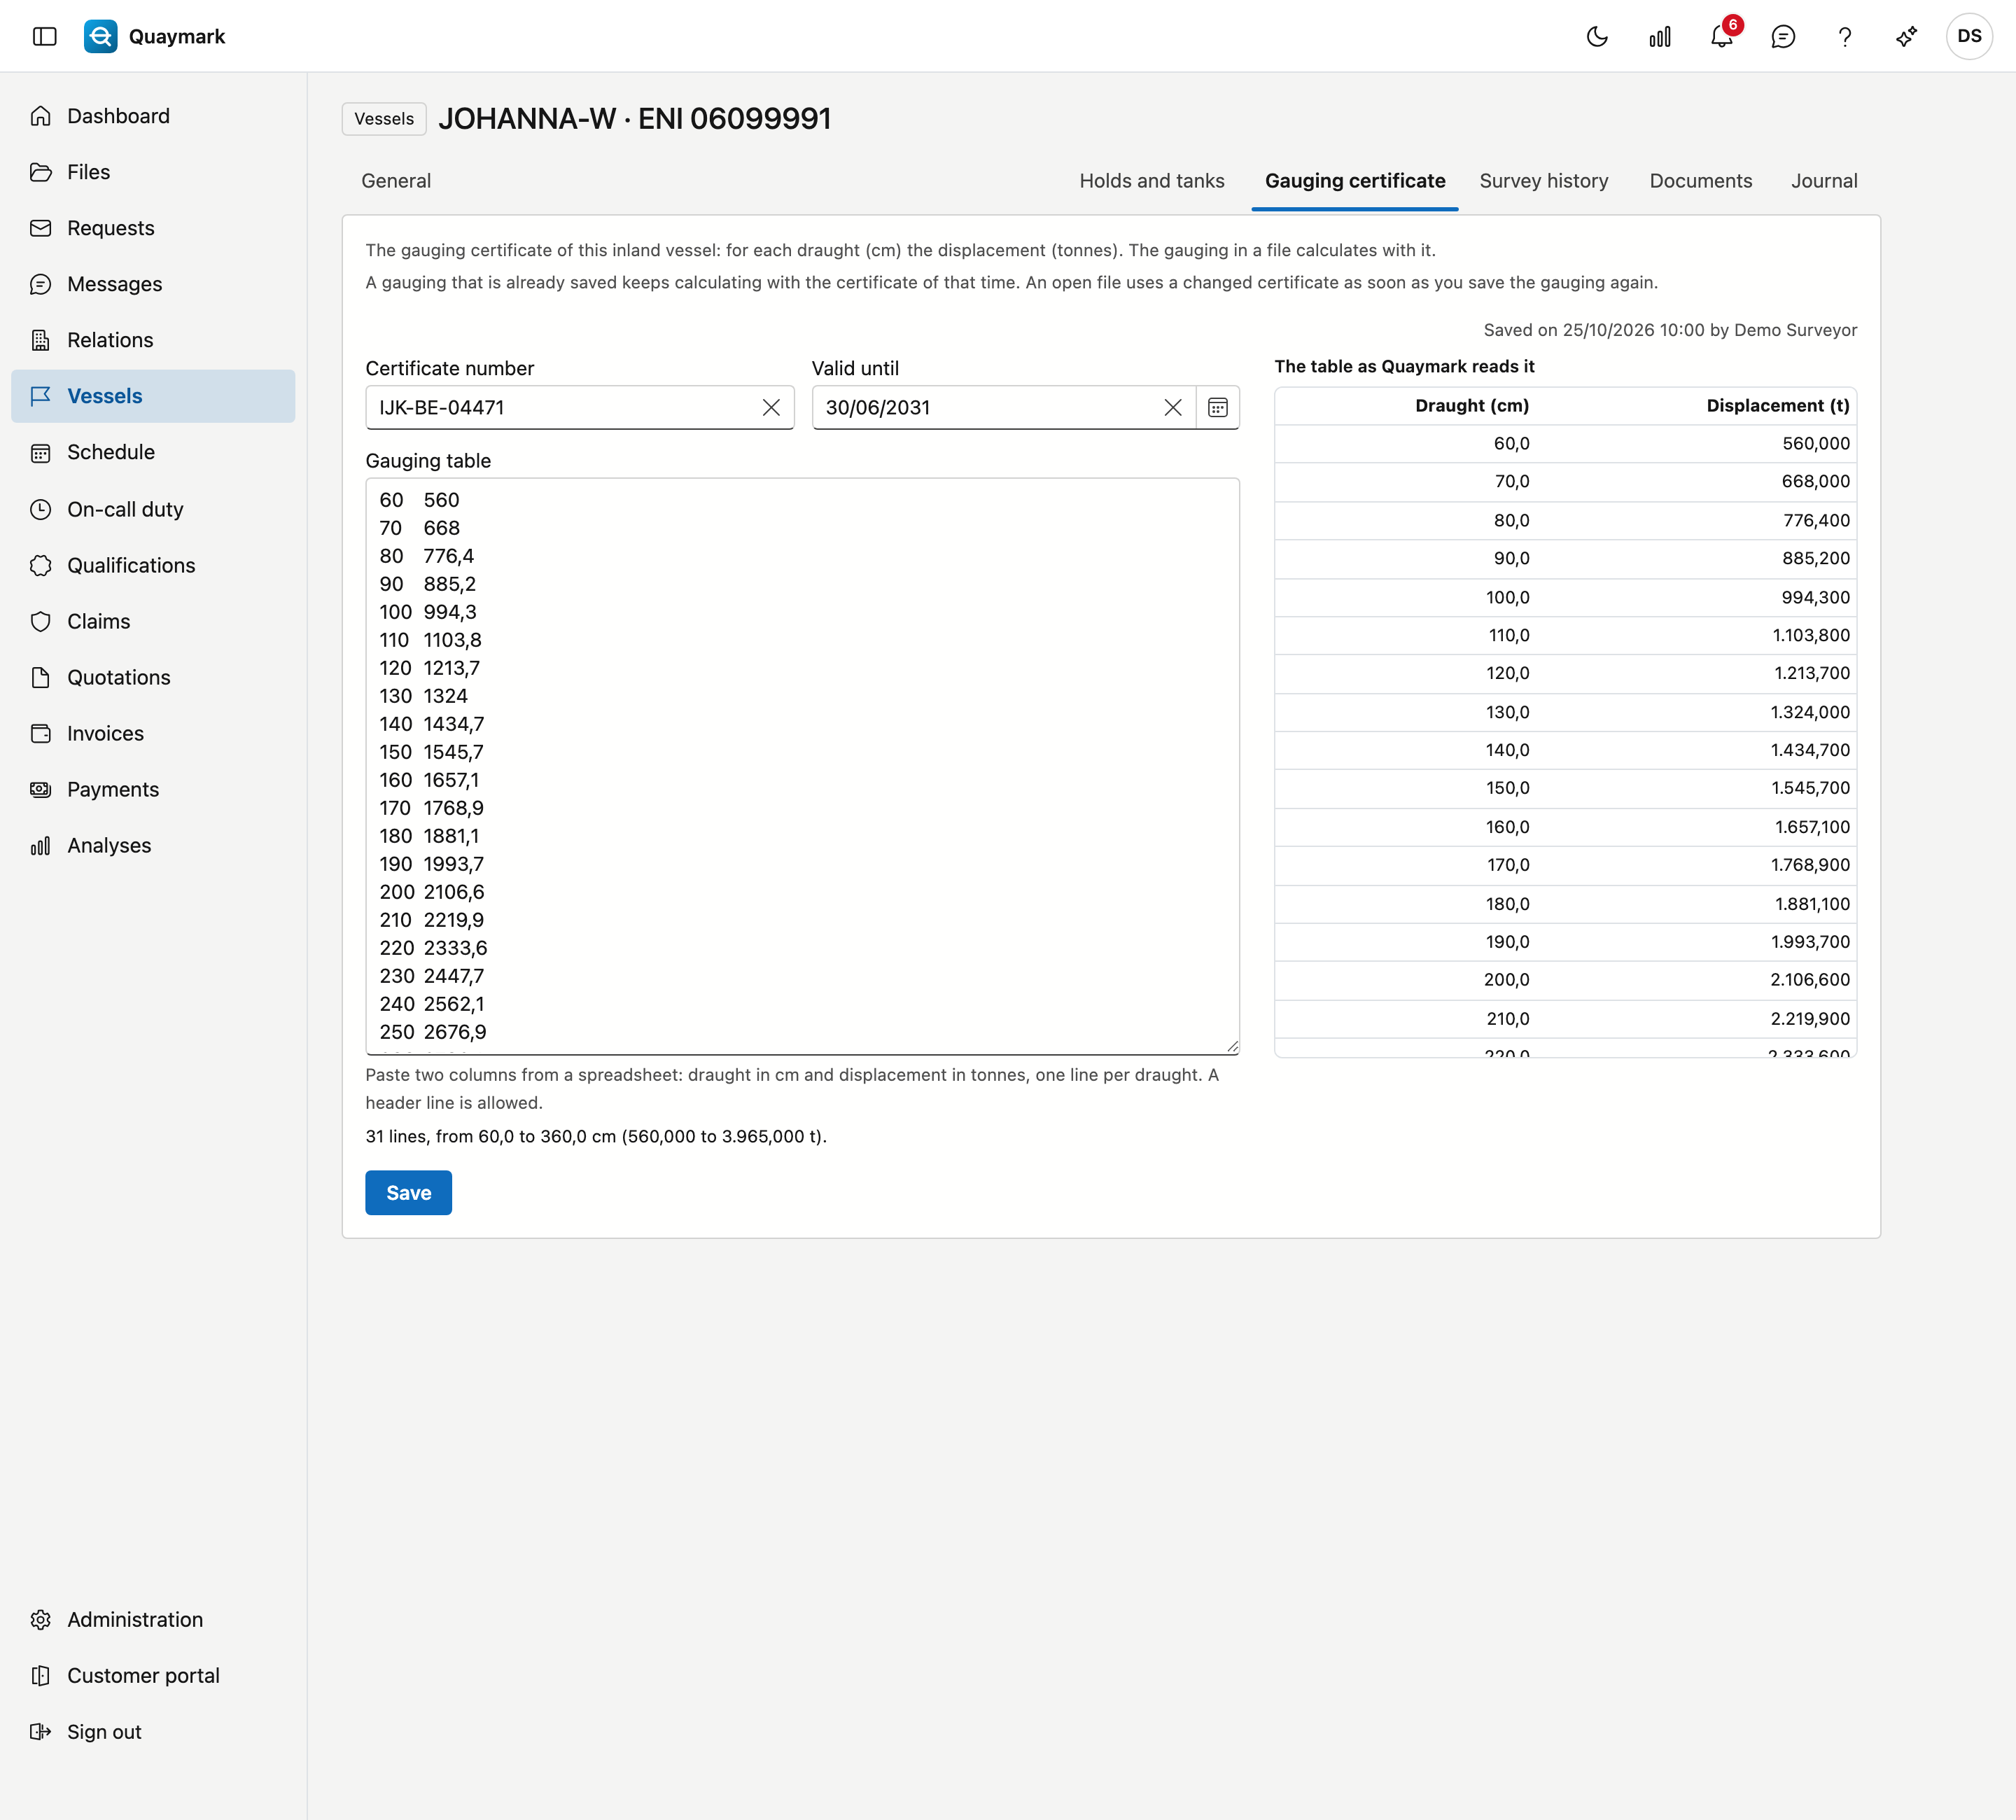 Quaymark
6
DS
Dashboard
Files
Requests
Messages
Relations
Vessels
Schedule
On-call duty
Qualifications
Claims
Quotations
Invoices
Payments
Analyses
Administration
Customer portal
Sign out
Vessels
JOHANNA-W · ENI 06099991
General
Holds and tanks
Gauging certificate
Survey history
Documents
Journal
The gauging certificate of this inland vessel: for each draught (cm) the displacement (tonnes). The gauging in a file calculates with it.
A gauging that is already saved keeps calculating with the certificate of that time. An open file uses a changed certificate as soon as you save the gauging again.
Saved on 25/10/2026 10:00 by Demo Surveyor
Certificate number
IJK-BE-04471
Valid until
30/06/2031
Gauging table
60 560
70 668
80 776,4
90 885,2
100 994,3
110 1103,8
120 1213,7
130 1324
140 1434,7
150 1545,7
160 1657,1
170 1768,9
180 1881,1
190 1993,7
200 2106,6
210 2219,9
220 2333,6
230 2447,7
240 2562,1
250 2676,9
Paste two columns from a spreadsheet: draught in cm and displacement in tonnes, one line per draught. A
header line is allowed.
31 lines, from 60,0 to 360,0 cm (560,000 to 3.965,000 t).
Save
The table as Quaymark reads it
Draught (cm) Displacement (t)
60,0 560,000
70,0 668,000
80,0 776,400
90,0 885,200
100,0 994,300
110,0 1.103,800
120,0 1.213,700
130,0 1.324,000
140,0 1.434,700
150,0 1.545,700
160,0 1.657,100
170,0 1.768,900
180,0 1.881,100
190,0 1.993,700
200,0 2.106,600
210,0 2.219,900
220,0 2.333,600